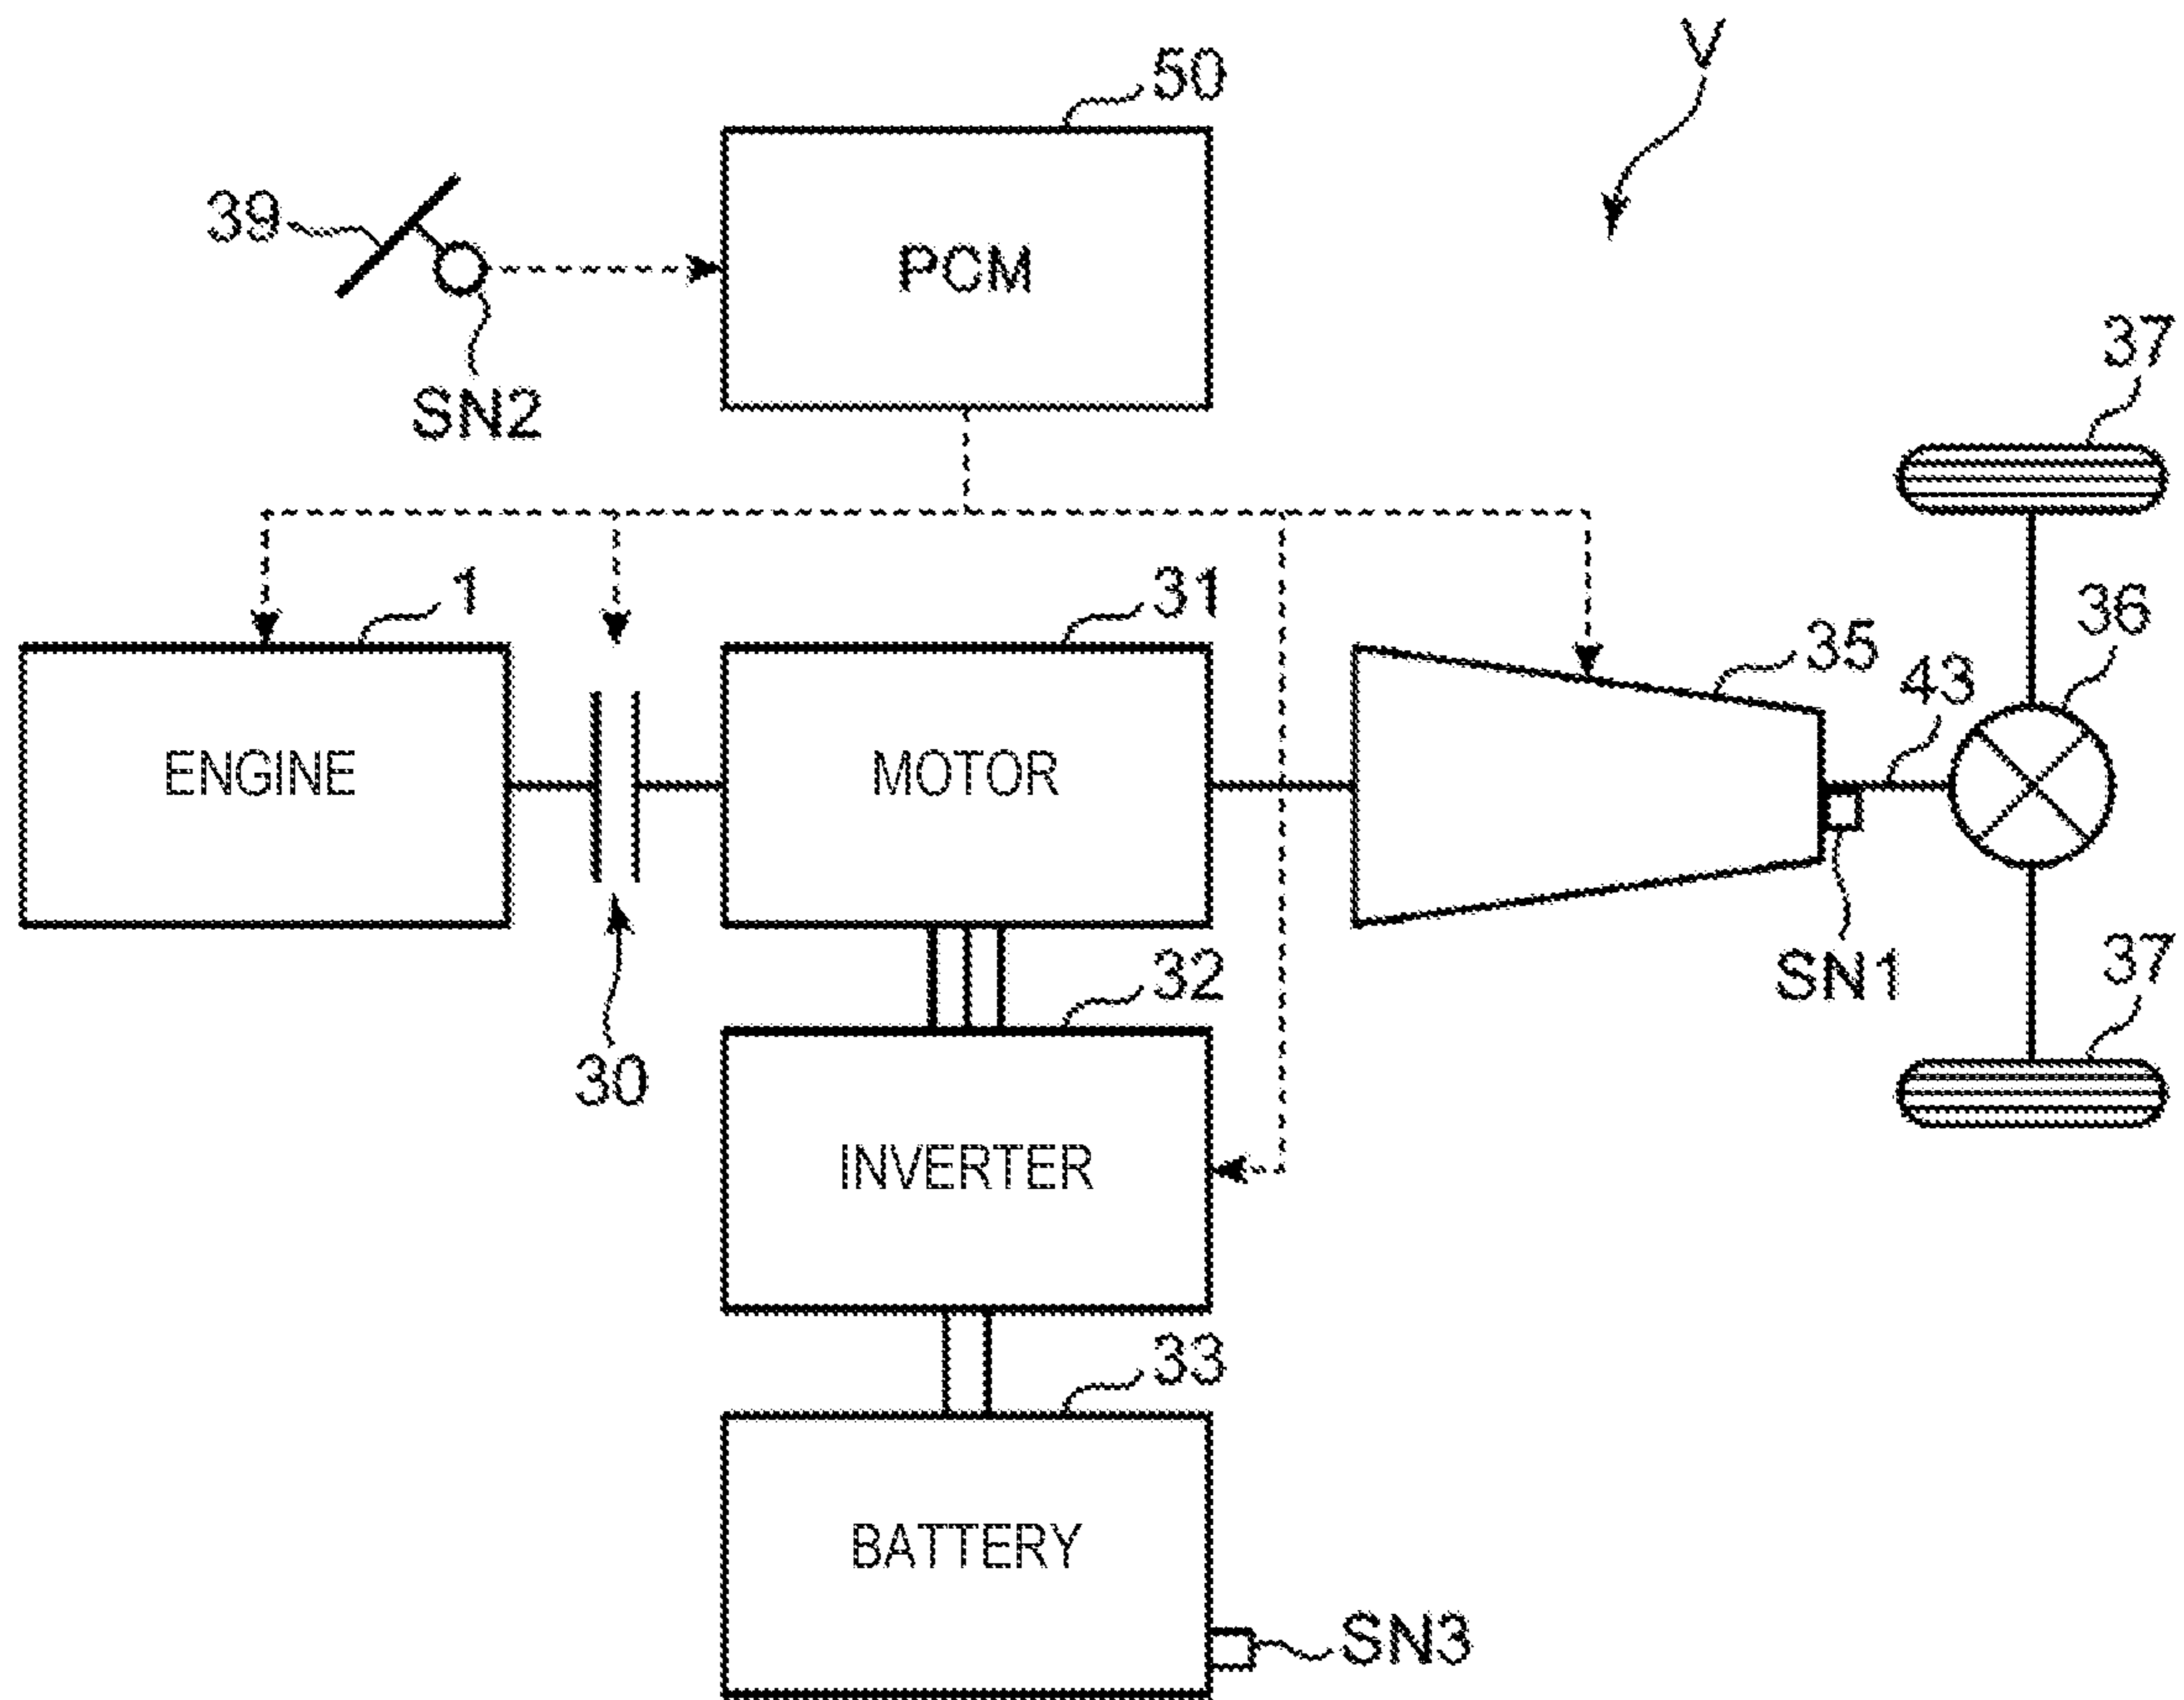 V
50
39
PCM
SN2
37
1
31
36
35
43
ENGINE
MOTOR
SN1
37
32
30
INVERTER
33
BATTERY
SN3